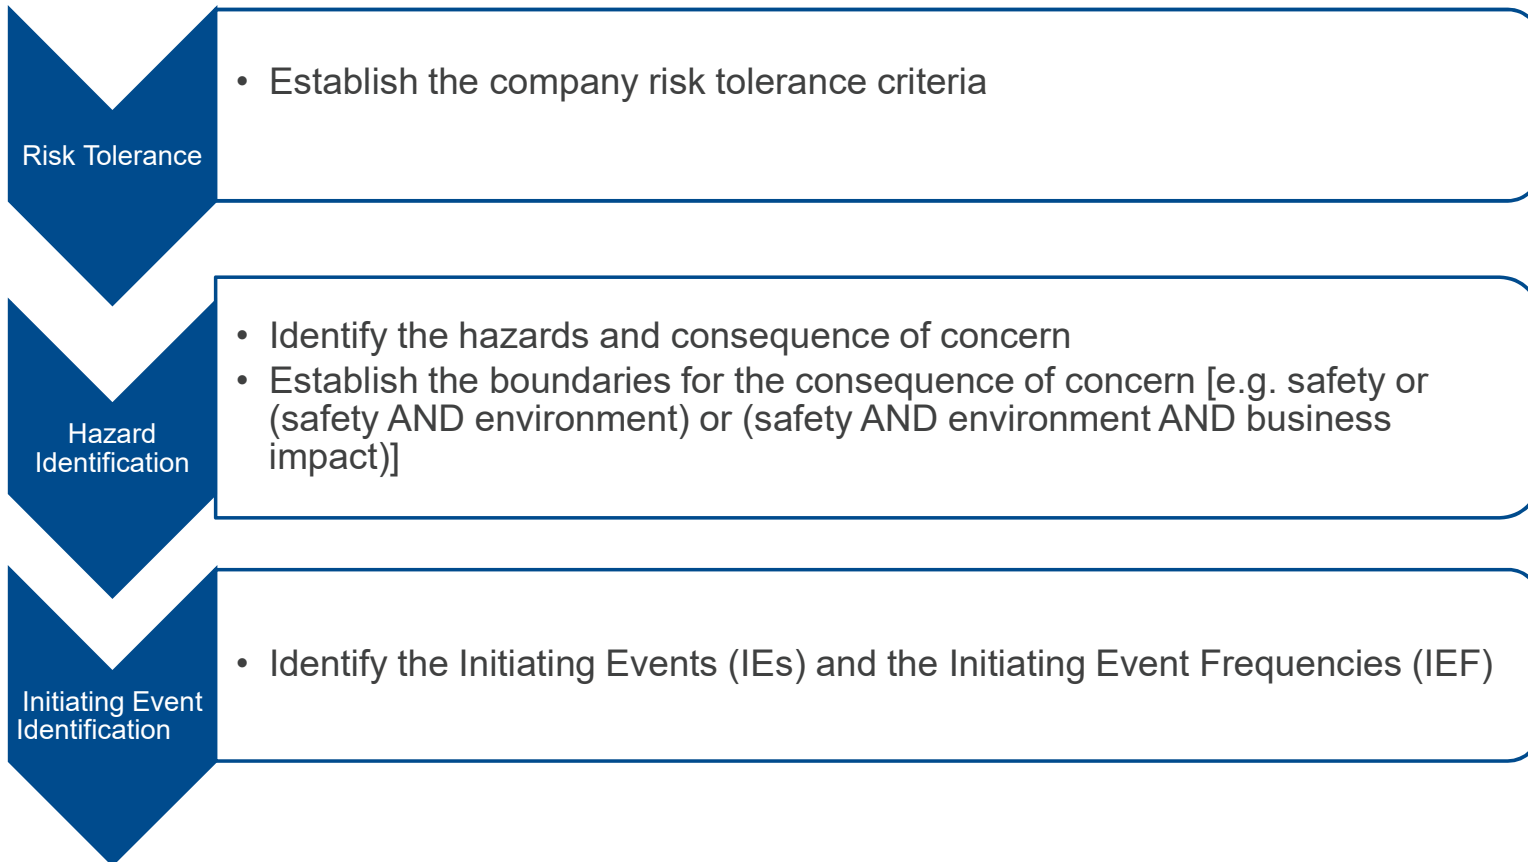 Risk Tolerance
• Establish the company risk tolerance criteria
Hazard
Identification
• Identify the hazards and consequence of concern
• Establish the boundaries for the consequence of concern [e.g. safety or
(safety AND environment) or (safety AND environment AND business
impact)]
Initiating Event
Identification
• Identify the Initiating Events (IEs) and the Initiating Event Frequencies (IEF)